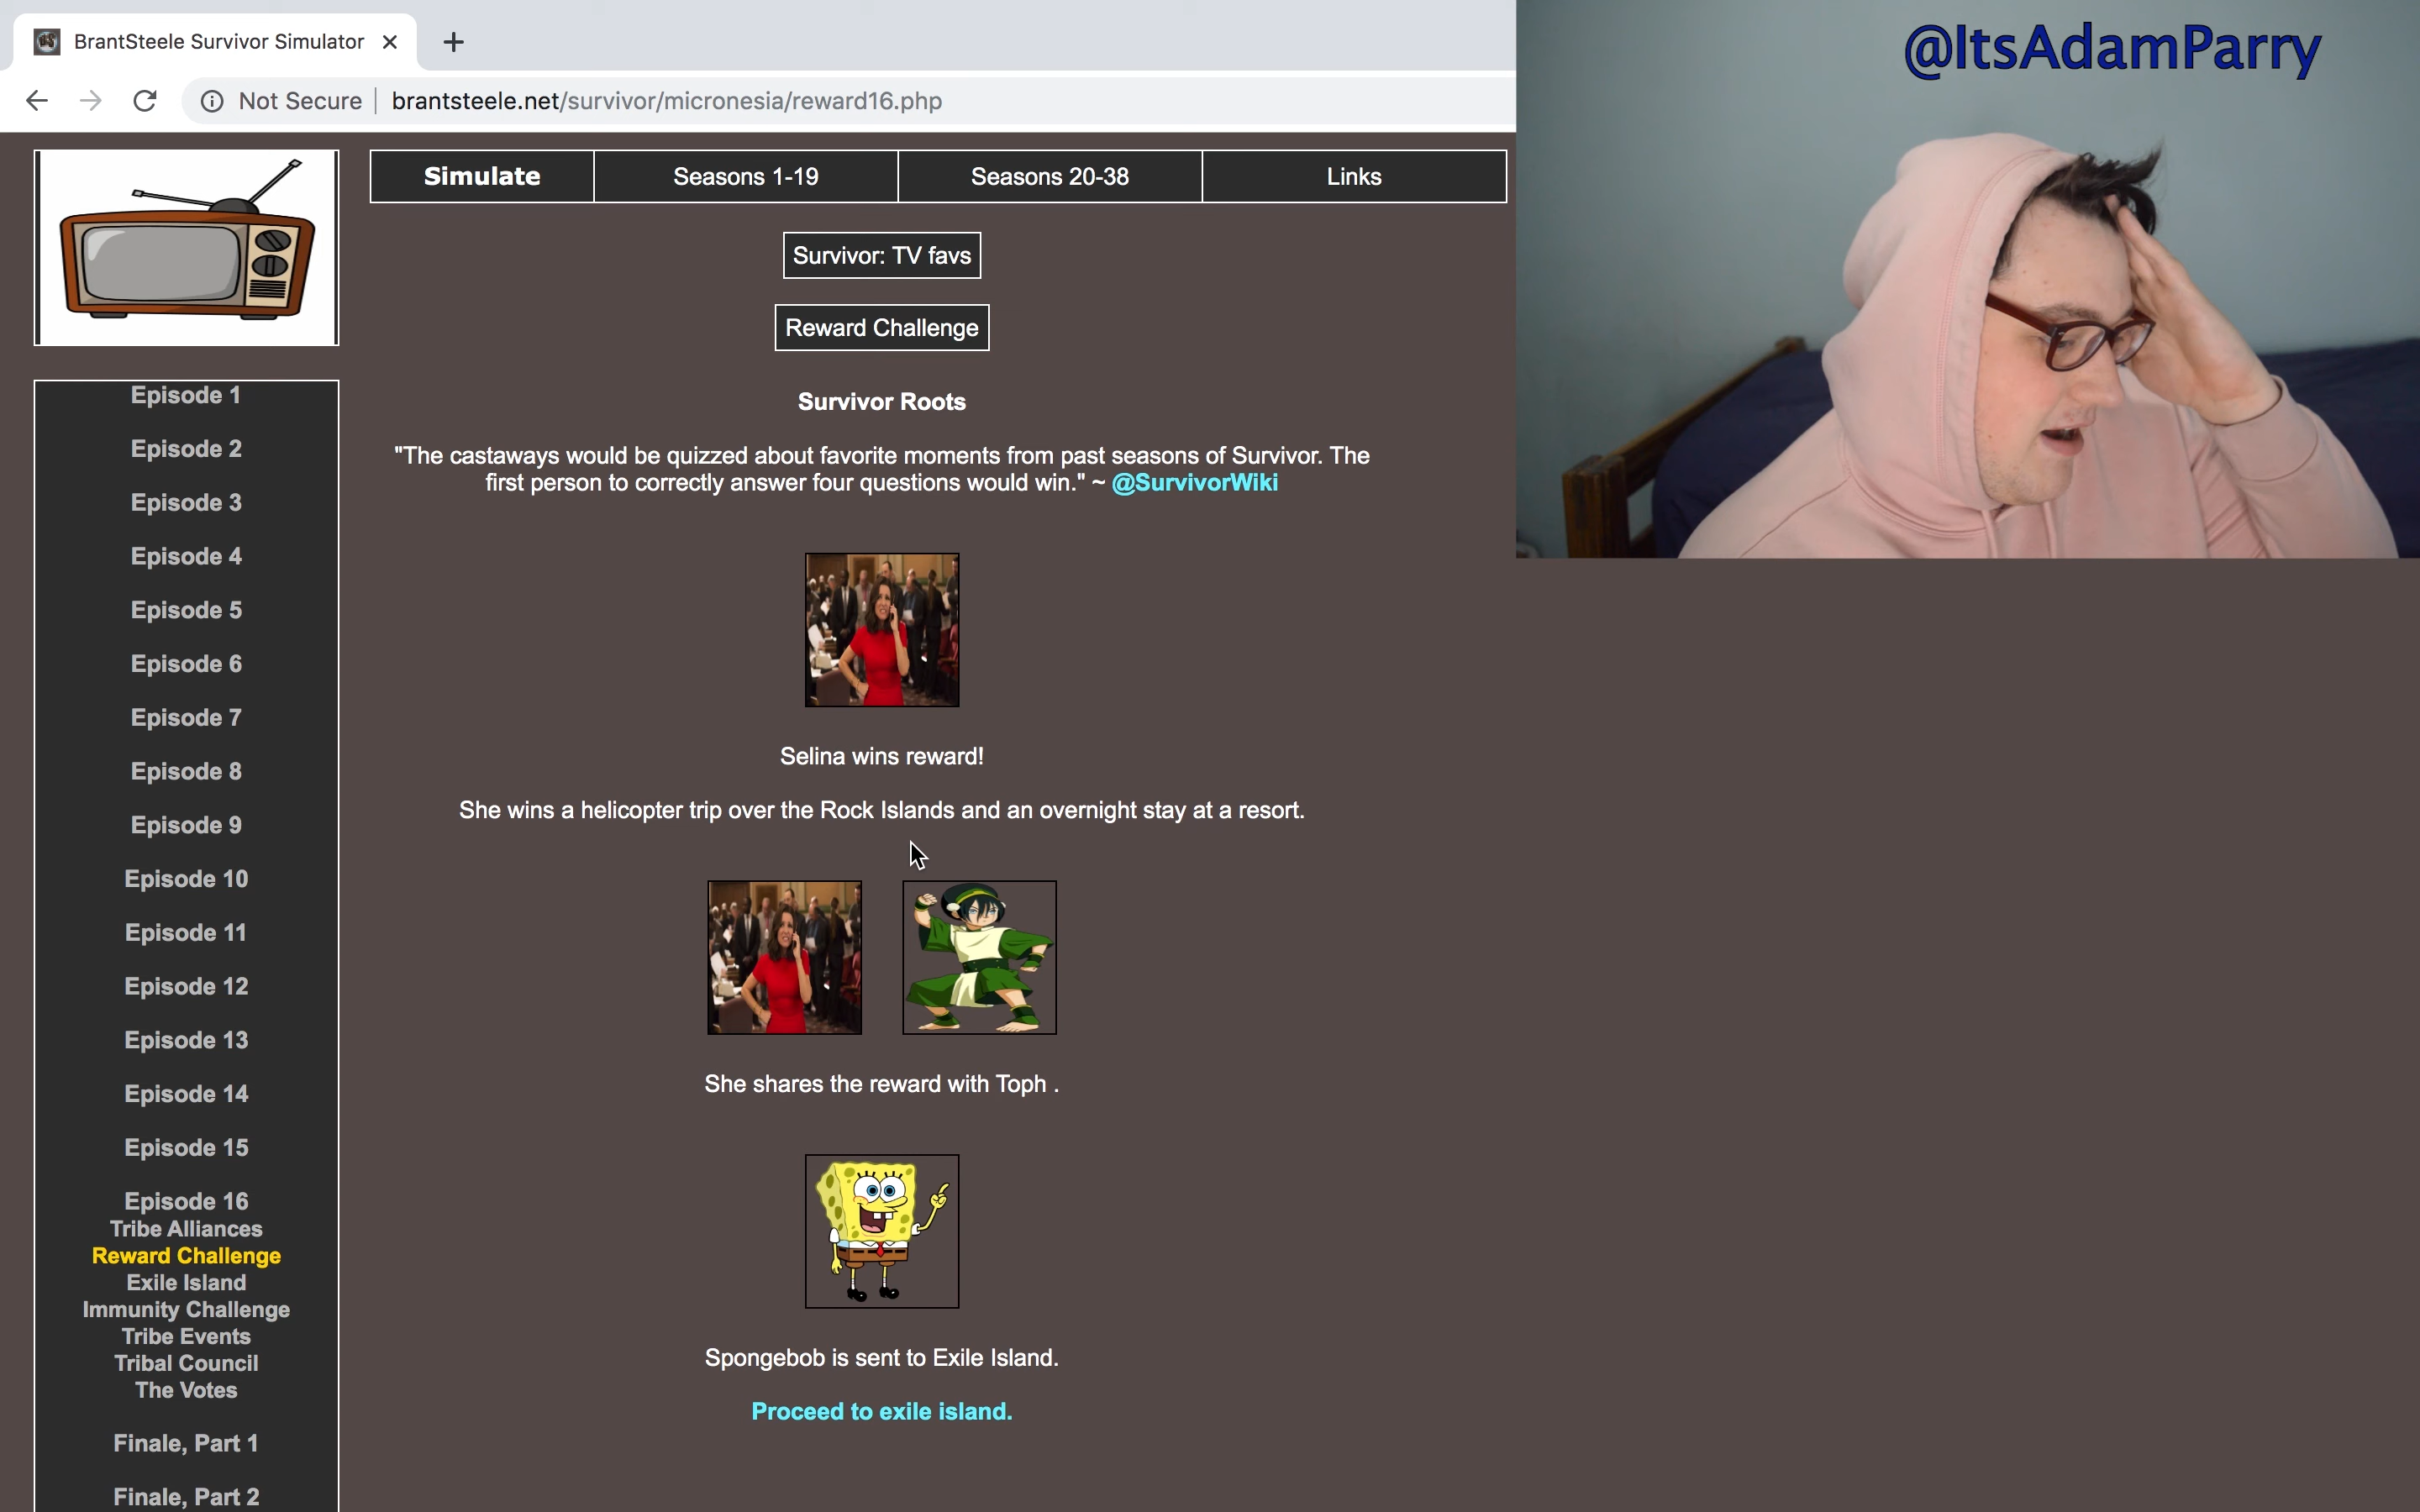 BrantSteele Survivor Simulator
@ItsAdamParry
Not Secure
brantsteele.net/survivor/micronesia/reward16.php
Simulate
Seasons 1-19
Seasons 20-38
Links
Survivor: TV favs
Reward Challenge
Survivor Roots
"The castaways would be quizzed about favorite moments from past seasons of Survivor. The
first person to correctly answer four questions would win." ~ @SurvivorWiki
Selina wins reward!
She wins a helicopter trip over the Rock Islands and an overnight stay at a resort.
She shares the reward with Toph .
Spongebob is sent to Exile Island.
Proceed to exile island.
Episode 1
Episode 2
Episode 3
Episode 4
Episode 5
Episode 6
Episode 7
Episode 8
Episode 9
Episode 10
Episode 11
Episode 12
Episode 13
Episode 14
Episode 15
Episode 16
Tribe Alliances
Reward Challenge
Exile Island
Immunity Challenge
Tribe Events
Tribal Council
The Votes
Finale, Part 1
Finale, Part 2